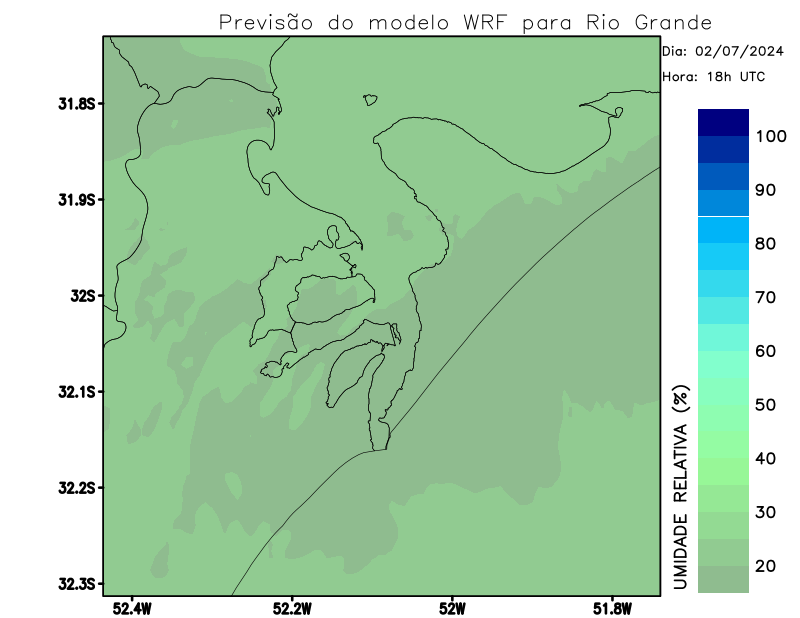 Previsão do modelo WRF para Rio Grande
Dia: 02/07/2024
Hora: 18h UTC
31.8S
31.9S
32S
32.1S
32.2S
32.3S
52.4W
52.2W
52W
51.8W
100
90
80
70
60
50
40
30
20
UMIDADE RELATIVA (%)